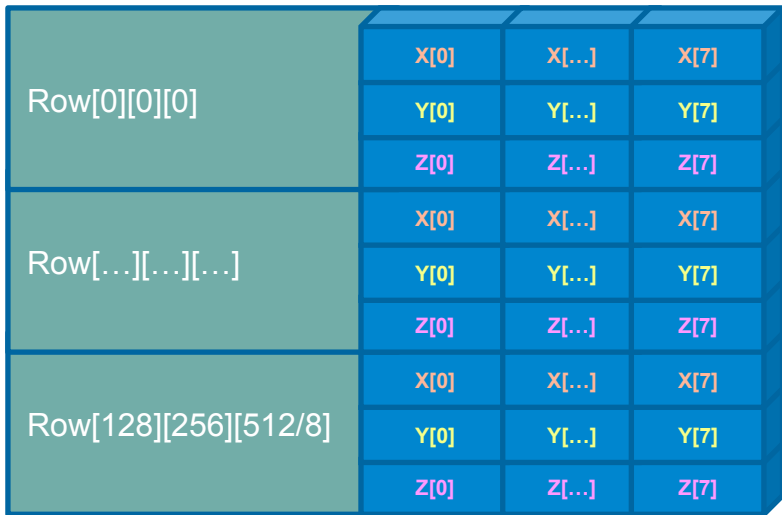 Row[0][0][0]
X[0] X[…] X[7]
Y[0] Y[…] Y[7]
Z[0] Z[…] Z[7]
Row[…][…][…]
X[0] X[…] X[7]
Y[0] Y[…] Y[7]
Z[0] Z[…] Z[7]
Row[128][256][512/8]
X[0] X[…] X[7]
Y[0] Y[…] Y[7]
Z[0] Z[…] Z[7]